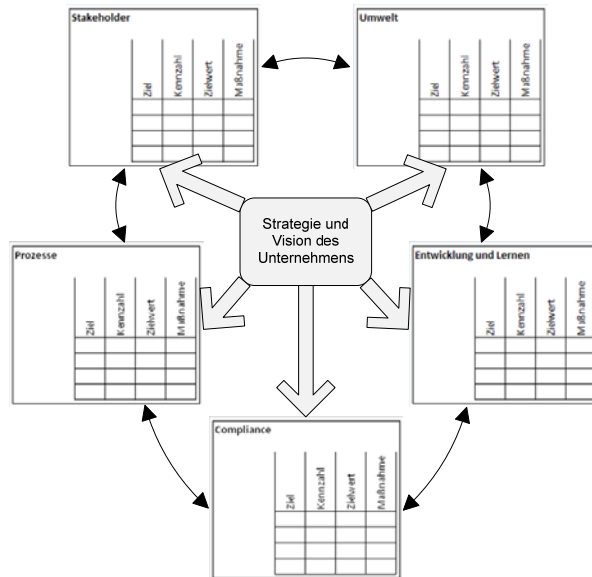 Stakeholder
Ziel
Kennzahl
Zielwert
Maßnahme
Umwelt
Ziel
Kennzahl
Zielwert
Maßnahme
Strategie und
Vision des
Unternehmens
Prozesse
Ziel
Kennzahl
Zielwert
Maßnahme
Entwicklung und Lernen
Ziel
Kennzahl
Zielwert
Maßnahme
Compliance
Ziel
Kennzahl
Zielwert
Maßnahme